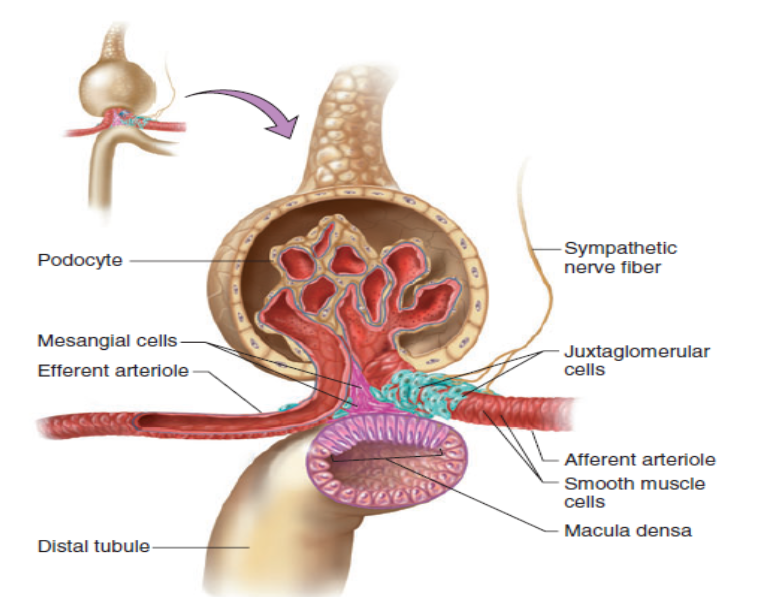 Podocyte
Mesangial cells
Efferent arteriole
Distal tubule
Sympathetic
nerve fiber
Juxtaglomerular
cells
Afferent arteriole
Smooth muscle
cells
Macula densa